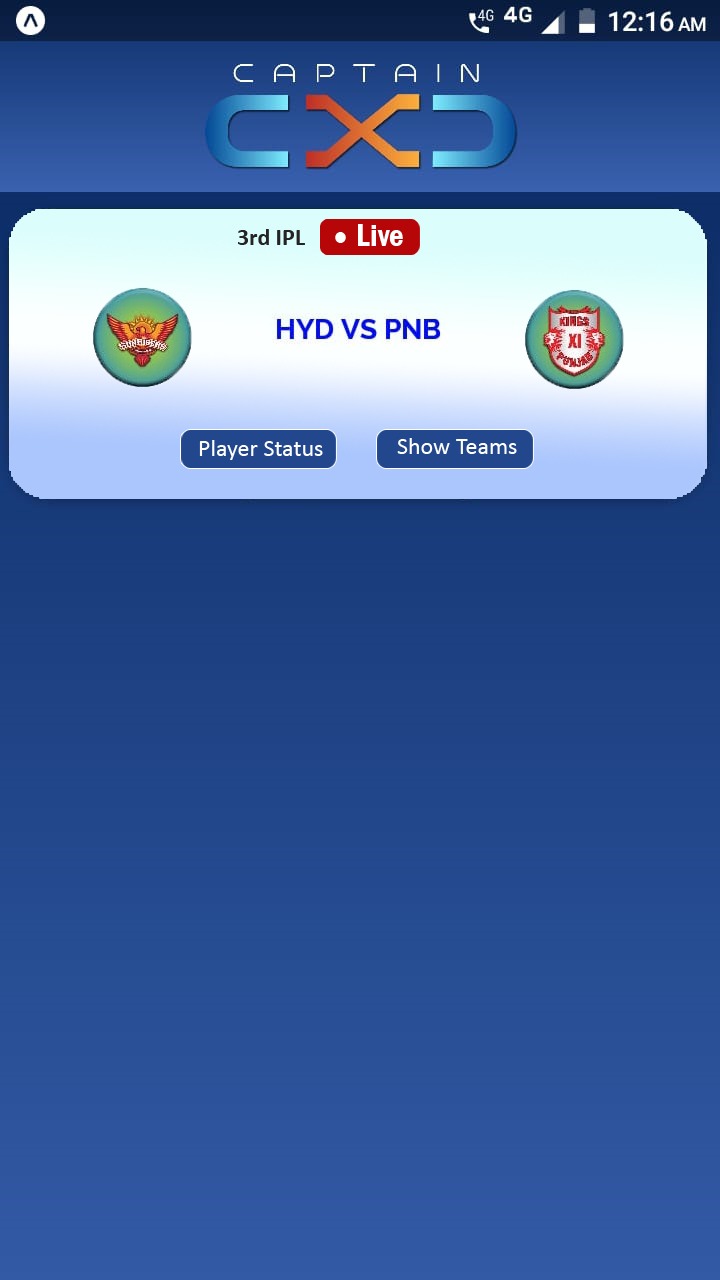 4G 4G 12:16 AM
CAPTAIN
CXD
3rd IPL • Live
SUNRISERS
HYD VS PNB
KINGS
XI
PUNJAB
Player Status
Show Teams